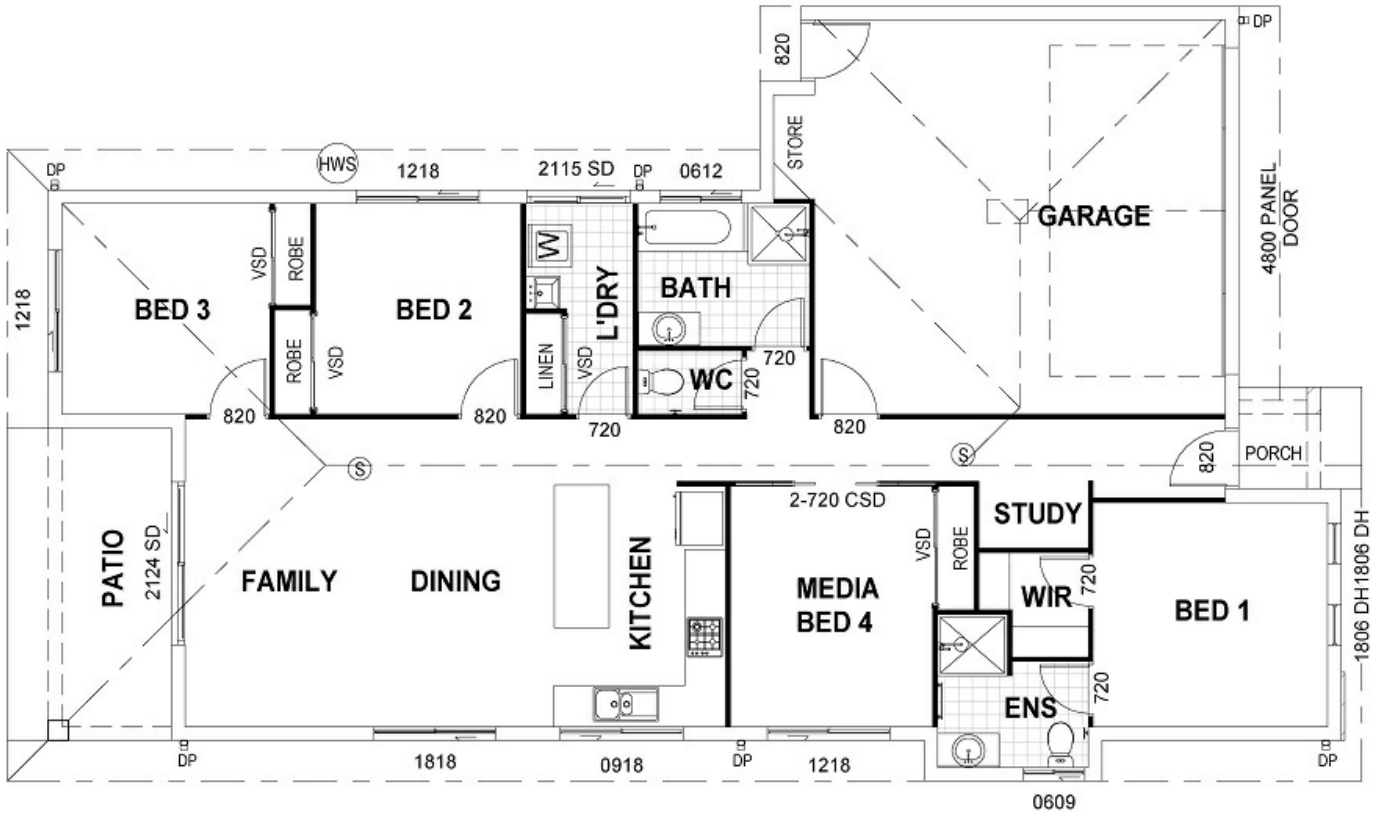 DP
820
HWS
1218
2115 SD
DP
0612
DP
STORE
GARAGE
4800 PANEL
DOOR
1218
BED 3
VSD
ROBE
BED 2
W
L'DRY
BATH
ROBE
VSD
LINEN
VSD
WC
720
720
820
820
720
820
S
S
820
PORCH
2-720 CSD
PATIO
2124 SD
FAMILY
DINING
KITCHEN
MEDIA
BED 4
VSD
ROBE
STUDY
WIR
720
BED 1
1806 DH
1806 DH
ENS
720
DP
1818
0918
DP
1218
DP
0609